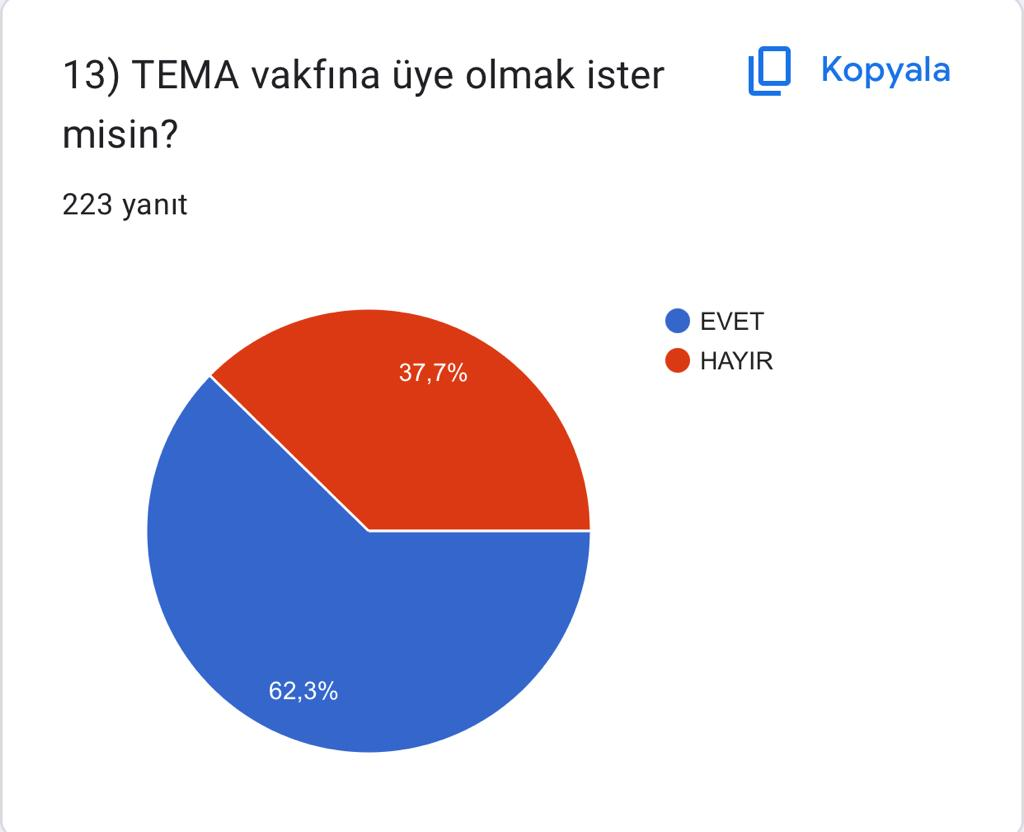 13) TEMA vakfına üye olmak ister
misin?
Kopyala
223 yanıt
EVET
HAYIR
37,7%
62,3%